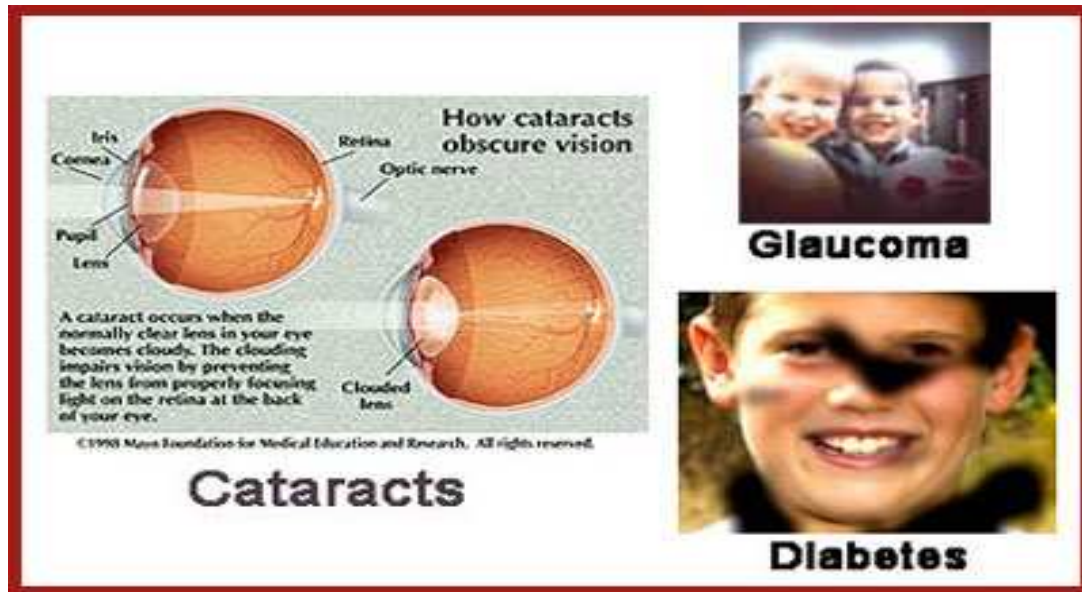 How cataracts
obscure vision
Iris
Cornea
Retina
Optic nerve
Pupil
Lens
A cataract occurs when the
normally clear lens in your eye
becomes cloudy. The clouding
impairs vision by preventing
the lens from properly focusing
light on the retina at the back
of your eye.
Clouded
lens
©1998 Mayo Foundation for Medical Education and Research. All rights reserved.
Cataracts
Glaucoma
Diabetes